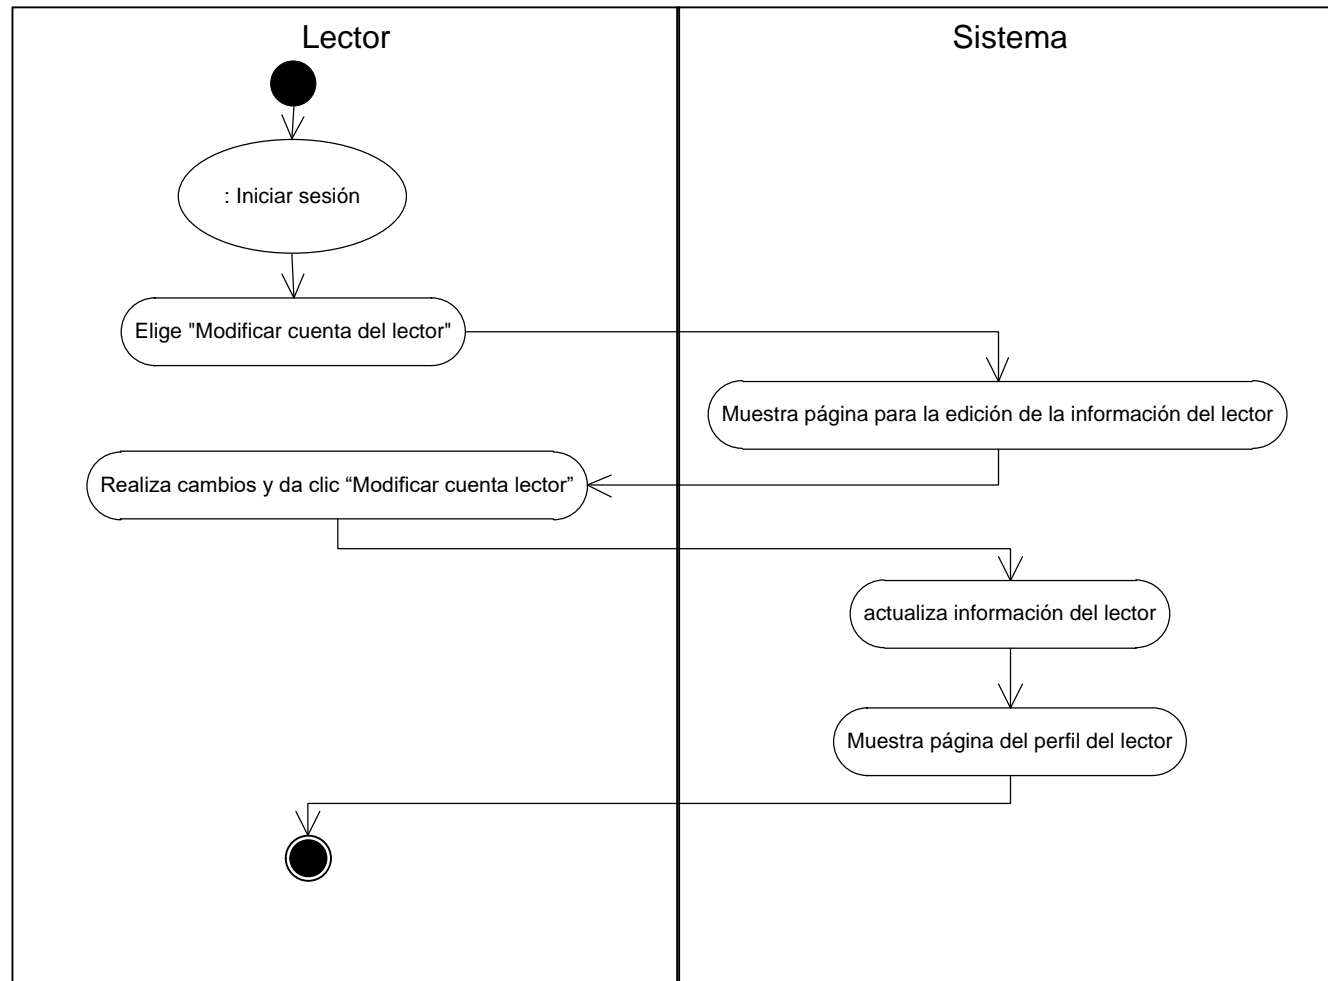 Lector
Sistema
: Iniciar sesión
Elige "Modificar cuenta del lector"
Muestra página para la edición de la información del lector
Realiza cambios y da clic “Modificar cuenta lector”
actualiza información del lector
Muestra página del perfil del lector